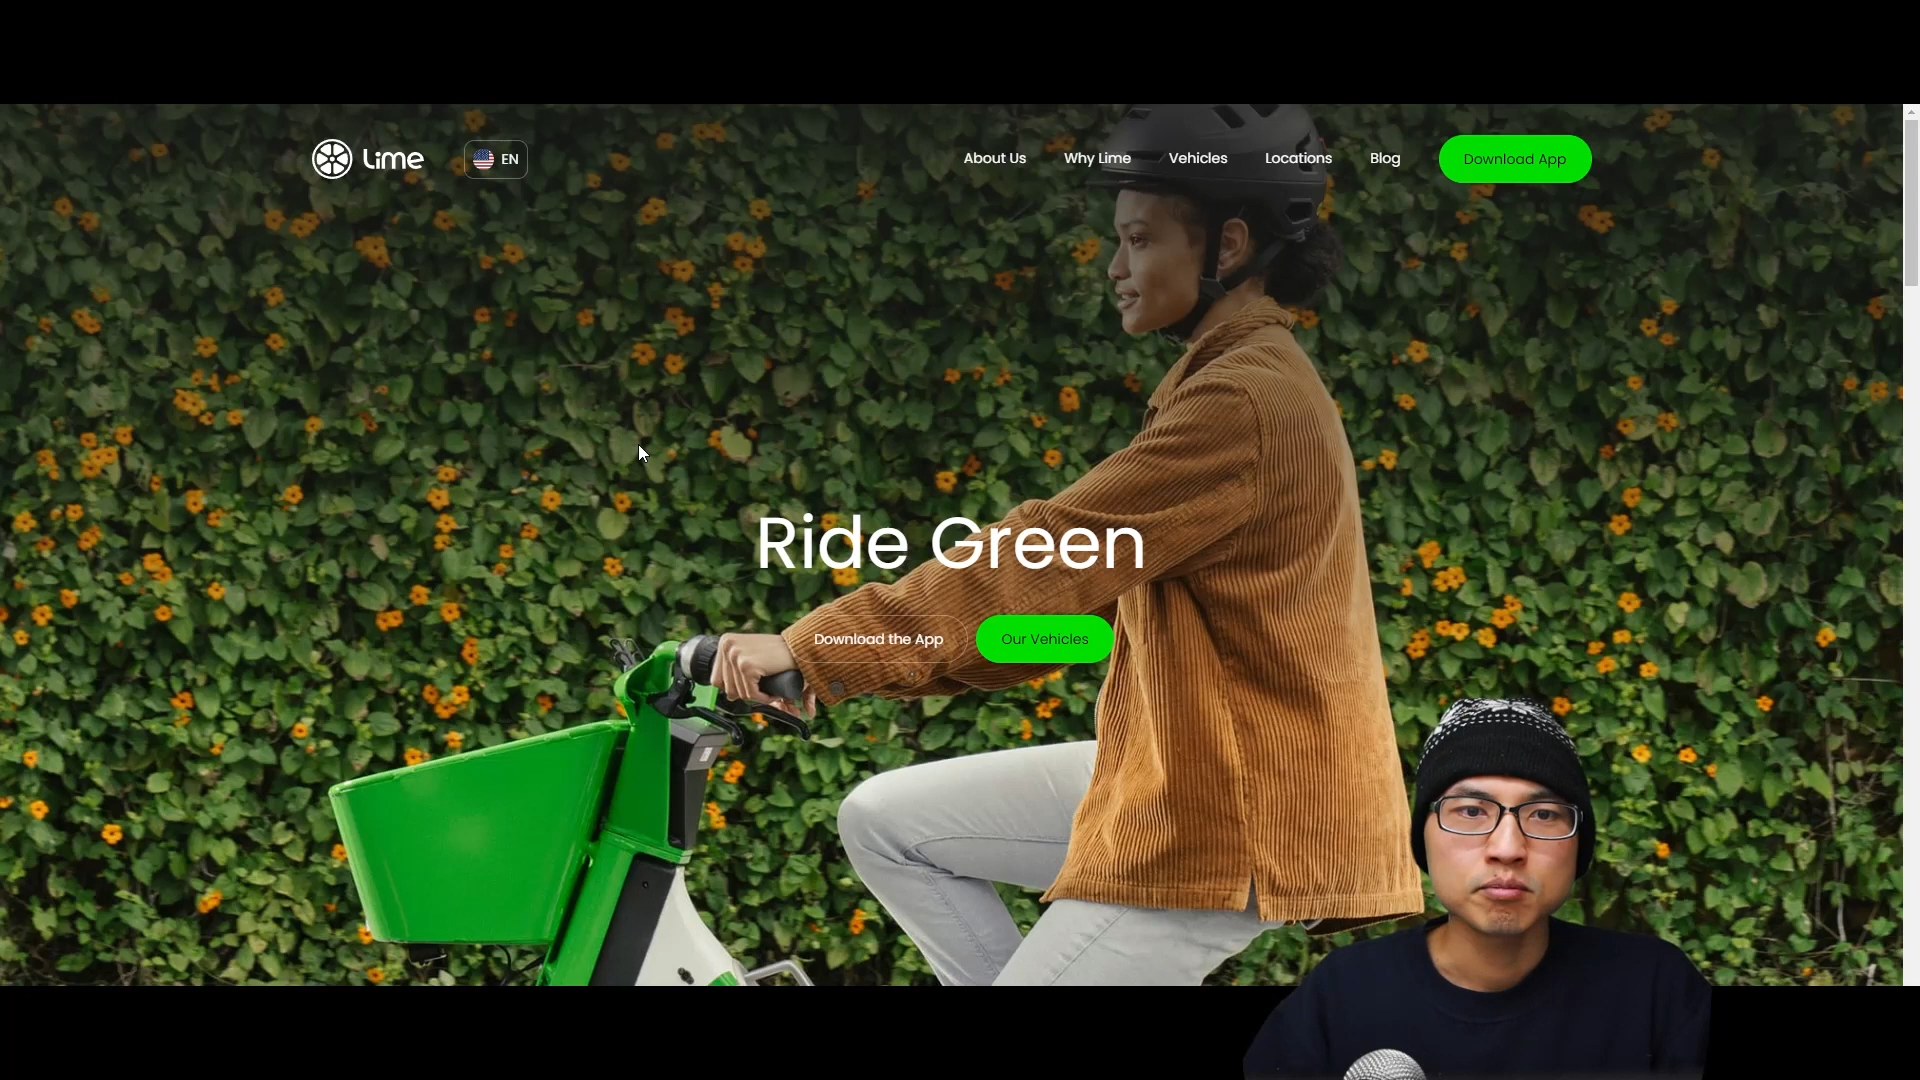 Lime
EN
About Us
Why Lime
Vehicles
Locations
Blog
Download App
Ride Green
Download the App
Our Vehicles